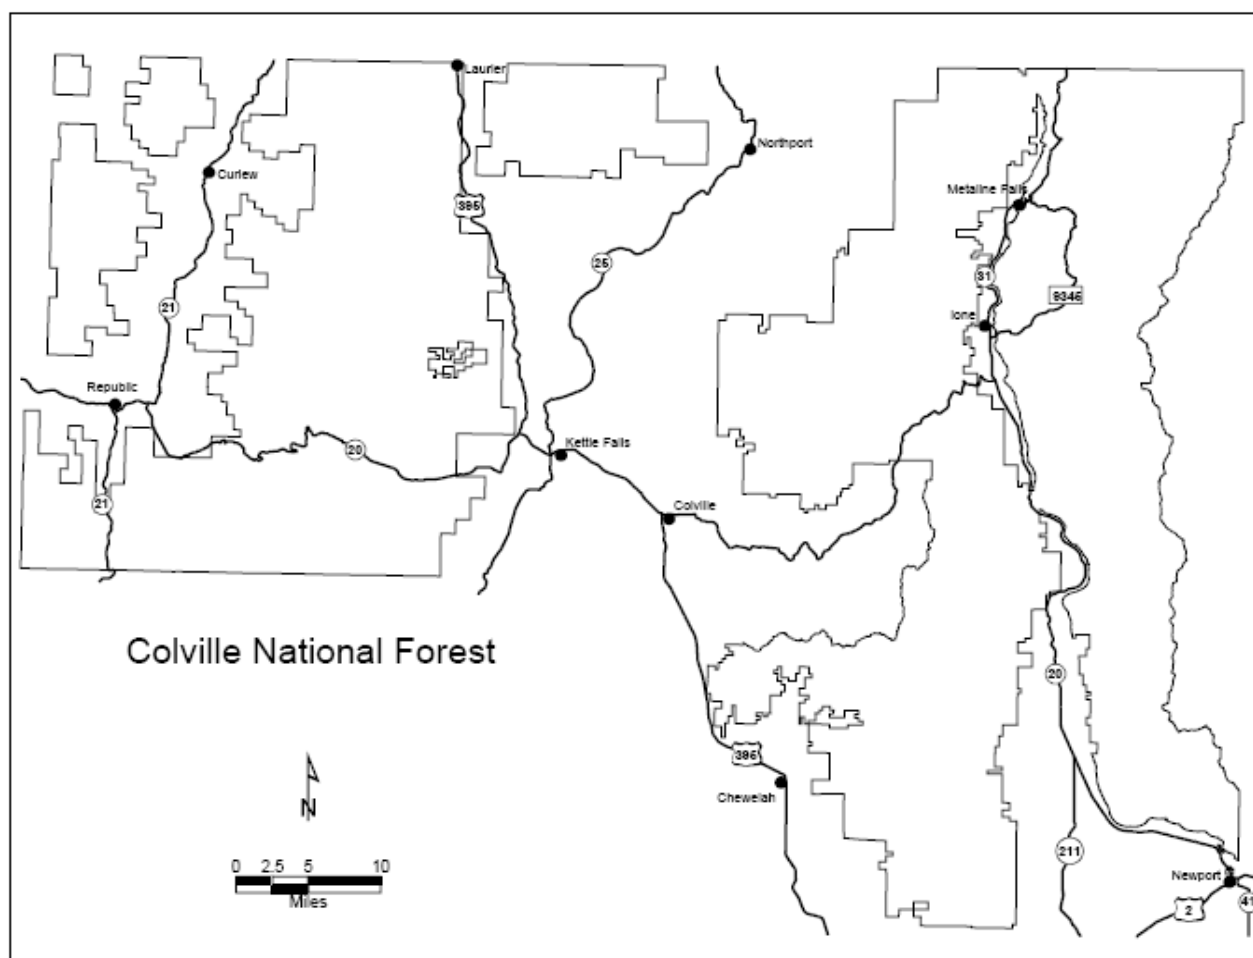 Laurier
Northport
Curlew
Metaline Falls
395
25
31
9345
21
Ione
Republic
Kettle Falls
20
21
Colville
Colville National Forest
20
395
Chewelah
N
211
0 2.5 5 10
Miles
Newport
2
41